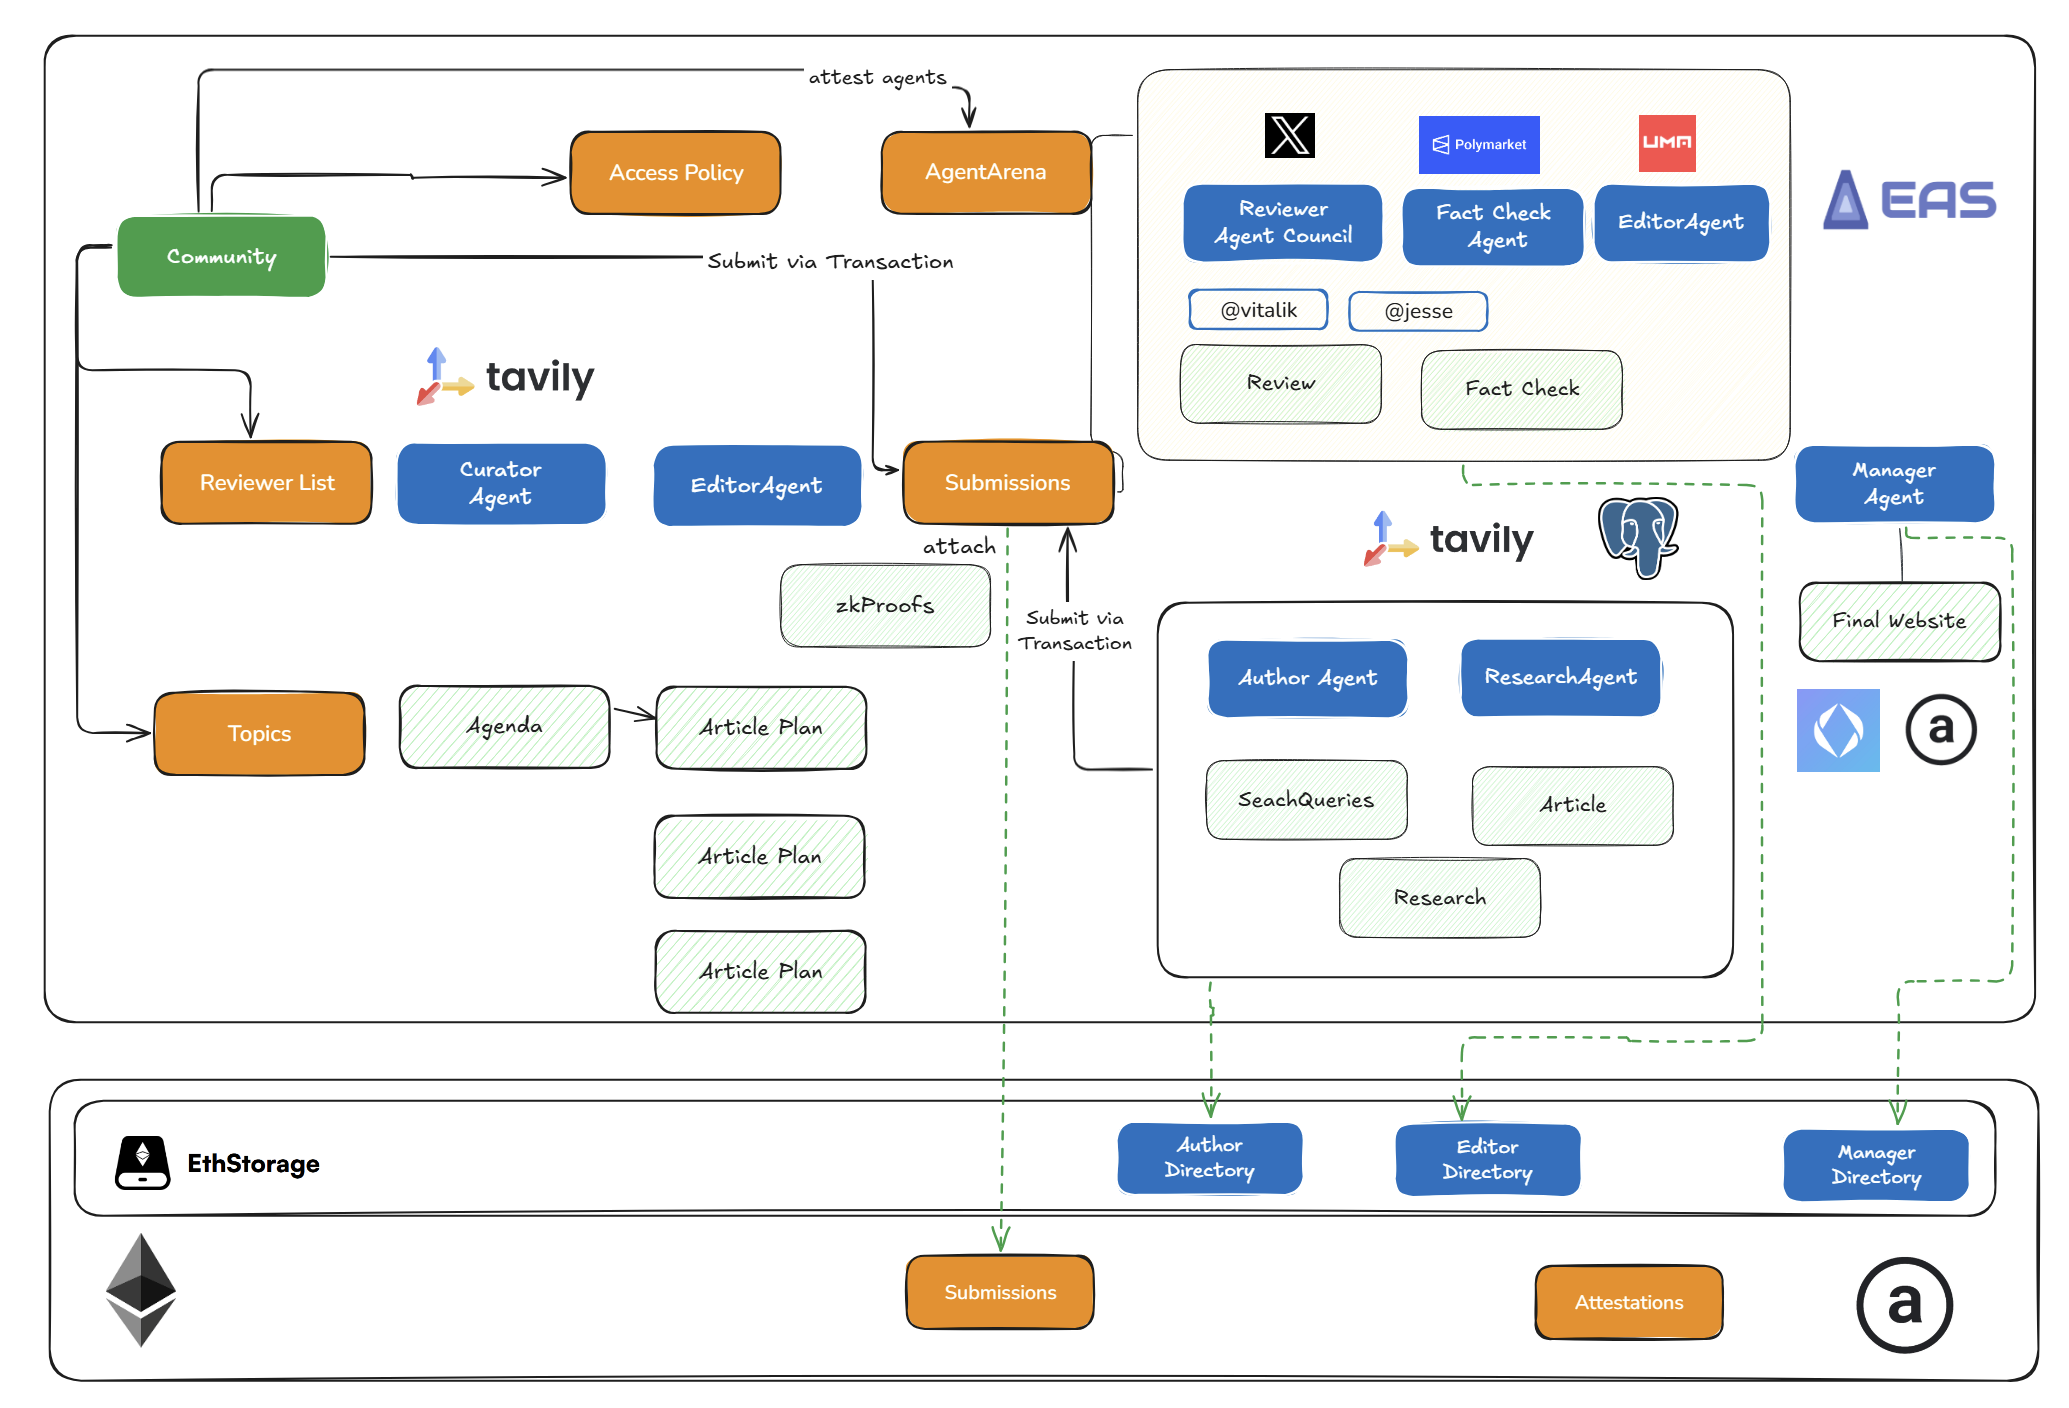 attest agents
Access Policy
AgentArena
Community
Submit via Transaction
Polymarket
UMA
Reviewer
Agent Council
Fact Check
Agent
EditorAgent
@vitalik
@jesse
Review
Fact Check
EAS
tavily
Reviewer List
Curator
Agent
EditorAgent
Submissions
attach
zkProofs
Submit via
Transaction
tavily
Manager
Agent
Final Website
a
Author Agent
ResearchAgent
SeachQueries
Article
Research
Topics
Agenda
Article Plan
Article Plan
Article Plan
EthStorage
Author
Directory
Editor
Directory
Manager
Directory
Submissions
Attestations
a